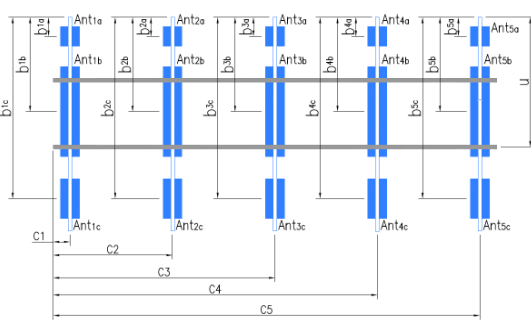 Ant1a
Ant2a
Ant3a
Ant4a
Ant5a
b1a
b2a
b3a
b4a
b5a
Ant1b
Ant2b
Ant3b
Ant4b
Ant5b
b1b
b2b
b3b
b4b
b5b
u
b1c
b2c
b3c
b4c
b5c
Ant1c
Ant2c
Ant3c
Ant4c
Ant5c
C1
C2
C3
C4
C5